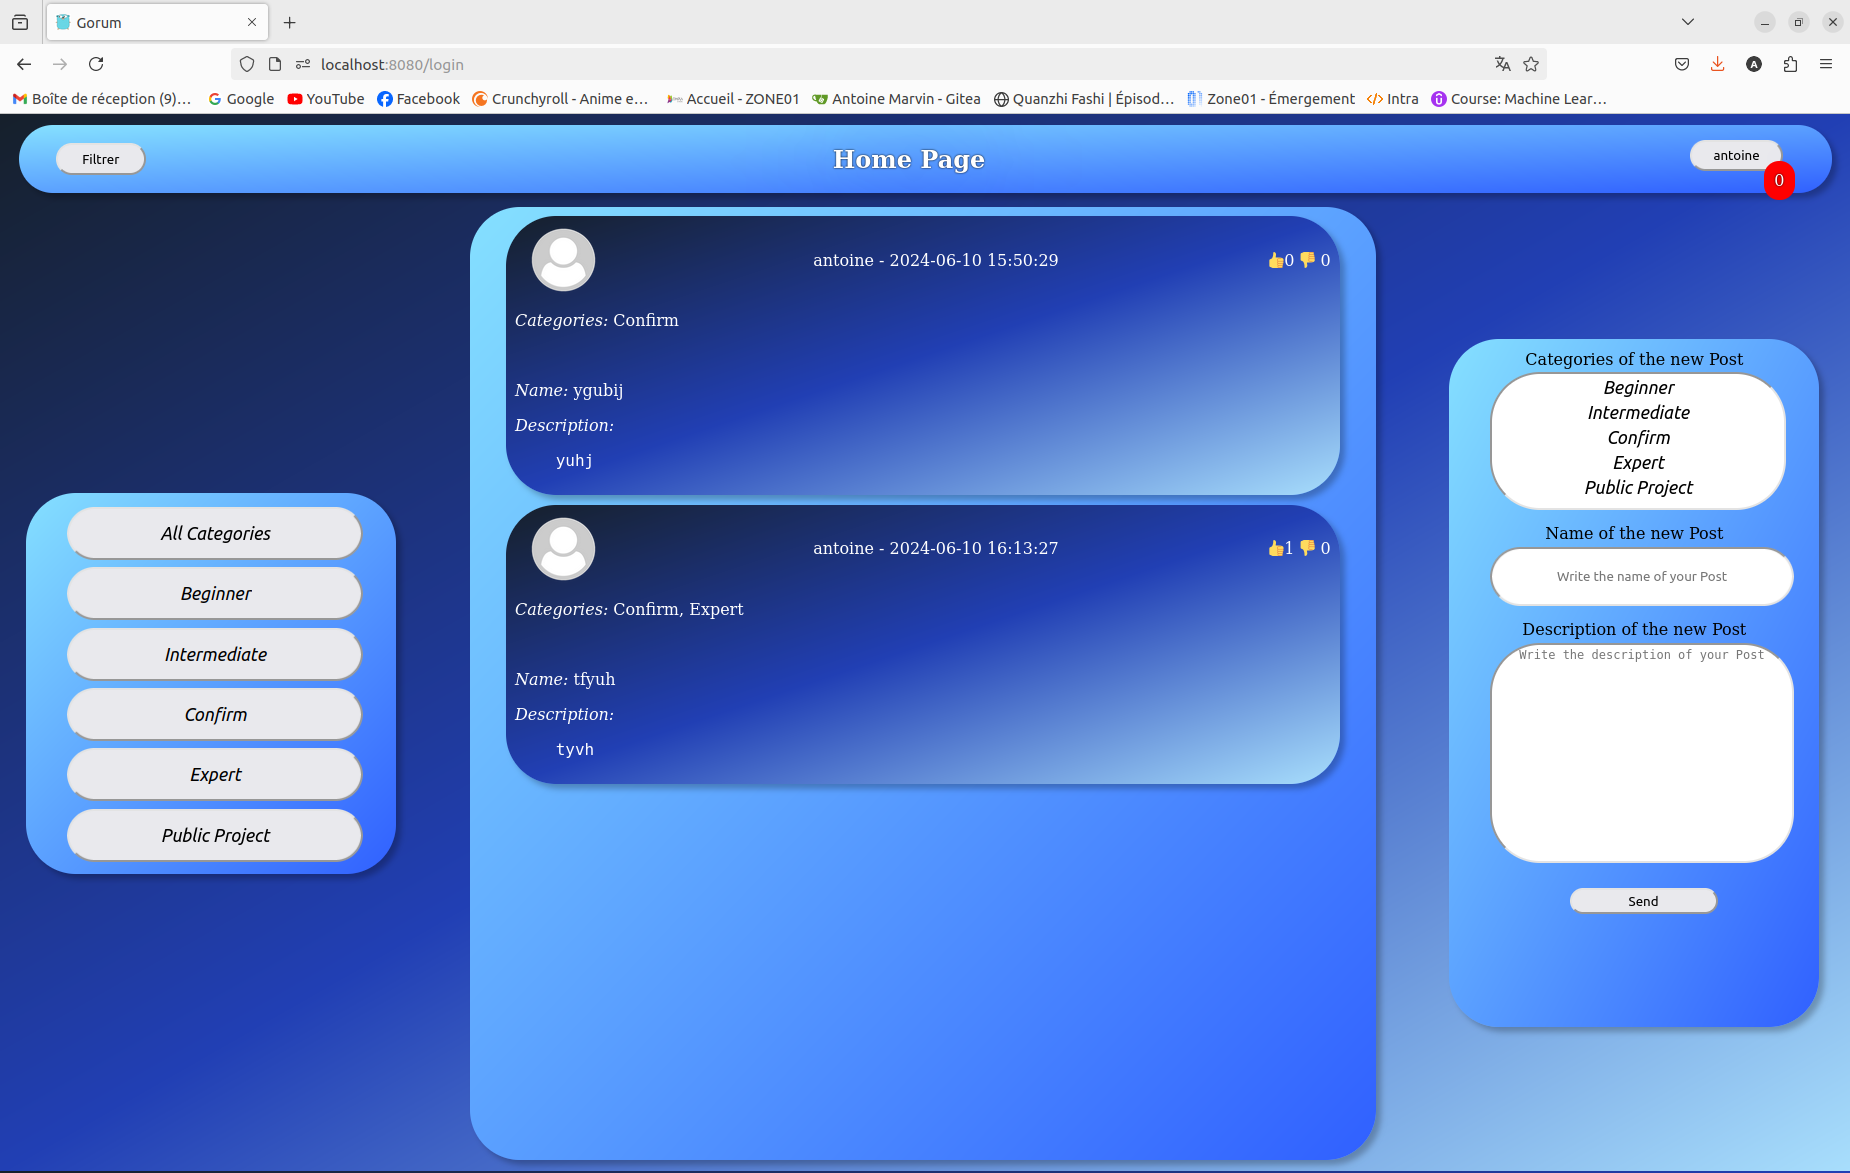 Gorum
localhost:8080/login
Boîte de réception (9)… Google YouTube Facebook Crunchyroll - Anime e… Accueil - ZONE01 Antoine Marvin - Gitea Quanzhi Fashi | Épisod… Zone01 - Émergement Intra Course: Machine Lear…
Filtrer
Home Page
antoine
0
antoine - 2024-06-10 15:50:29
👍0 👎 0
Categories: Confirm
Name: ygubij
Description:
yuhj
antoine - 2024-06-10 16:13:27
👍1 👎 0
Categories: Confirm, Expert
Name: tfyuh
Description:
tyvh
All Categories
Beginner
Intermediate
Confirm
Expert
Public Project
Categories of the new Post
Beginner
Intermediate
Confirm
Expert
Public Project
Name of the new Post
Write the name of your Post
Description of the new Post
Write the description of your Post
Send